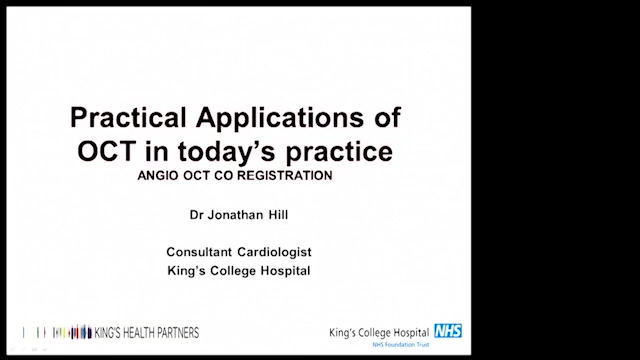 Practical Applications of
OCT in today's practice
ANGIO OCT CO REGISTRATION
Dr Jonathan Hill
Consultant Cardiologist
King's College Hospital
KING'S HEALTH PARTNERS
King's College Hospital NHS
NHS Foundation Trust